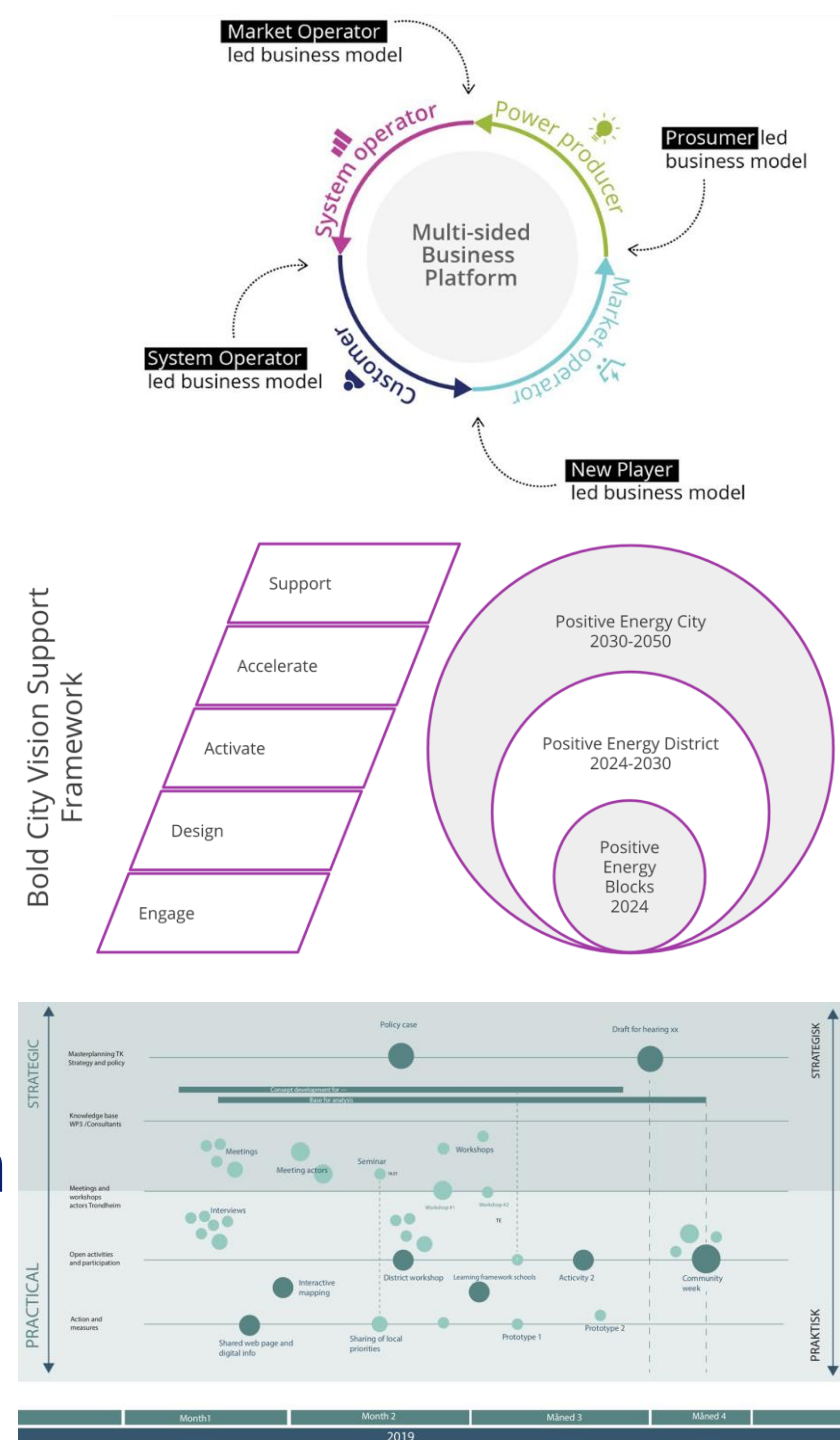 Market Operator
led business model
System operator
Power producer
Prosumer led
business model
Multi-sided
Business
Platform
System Operator
led business model
Customer
Market operator
New Player
led business model
Bold City Vision Support
Framework
Support
Accelerate
Activate
Design
Engage
Positive Energy City
2030-2050
Positive Energy District
2024-2030
Positive
Energy
Blocks
2024
STRATEGIC
PRACTICAL
STRATEGISK
PRAKTISK
Policy case
Draft for hearing xx
Masterplanning TK
Strategy and policy
Concept development for ---
Base for analysis
Knowledge base
WP3 /Consultants
Meetings
Meeting actors
Seminar
Workshops
Meetings and
workshops
actors Trondheim
Workshop #1
Workshop #2
TE
Interviews
Open activities
and participation
District workshop
Learning framework schools
Acticvity 2
Community
week
Interactive
mapping
Action and
measures
Shared web page and
digital info
Sharing of local
priorities
Prototype 1
Prototype 2
Month1
Month 2
Måned 3
Måned 4
2019